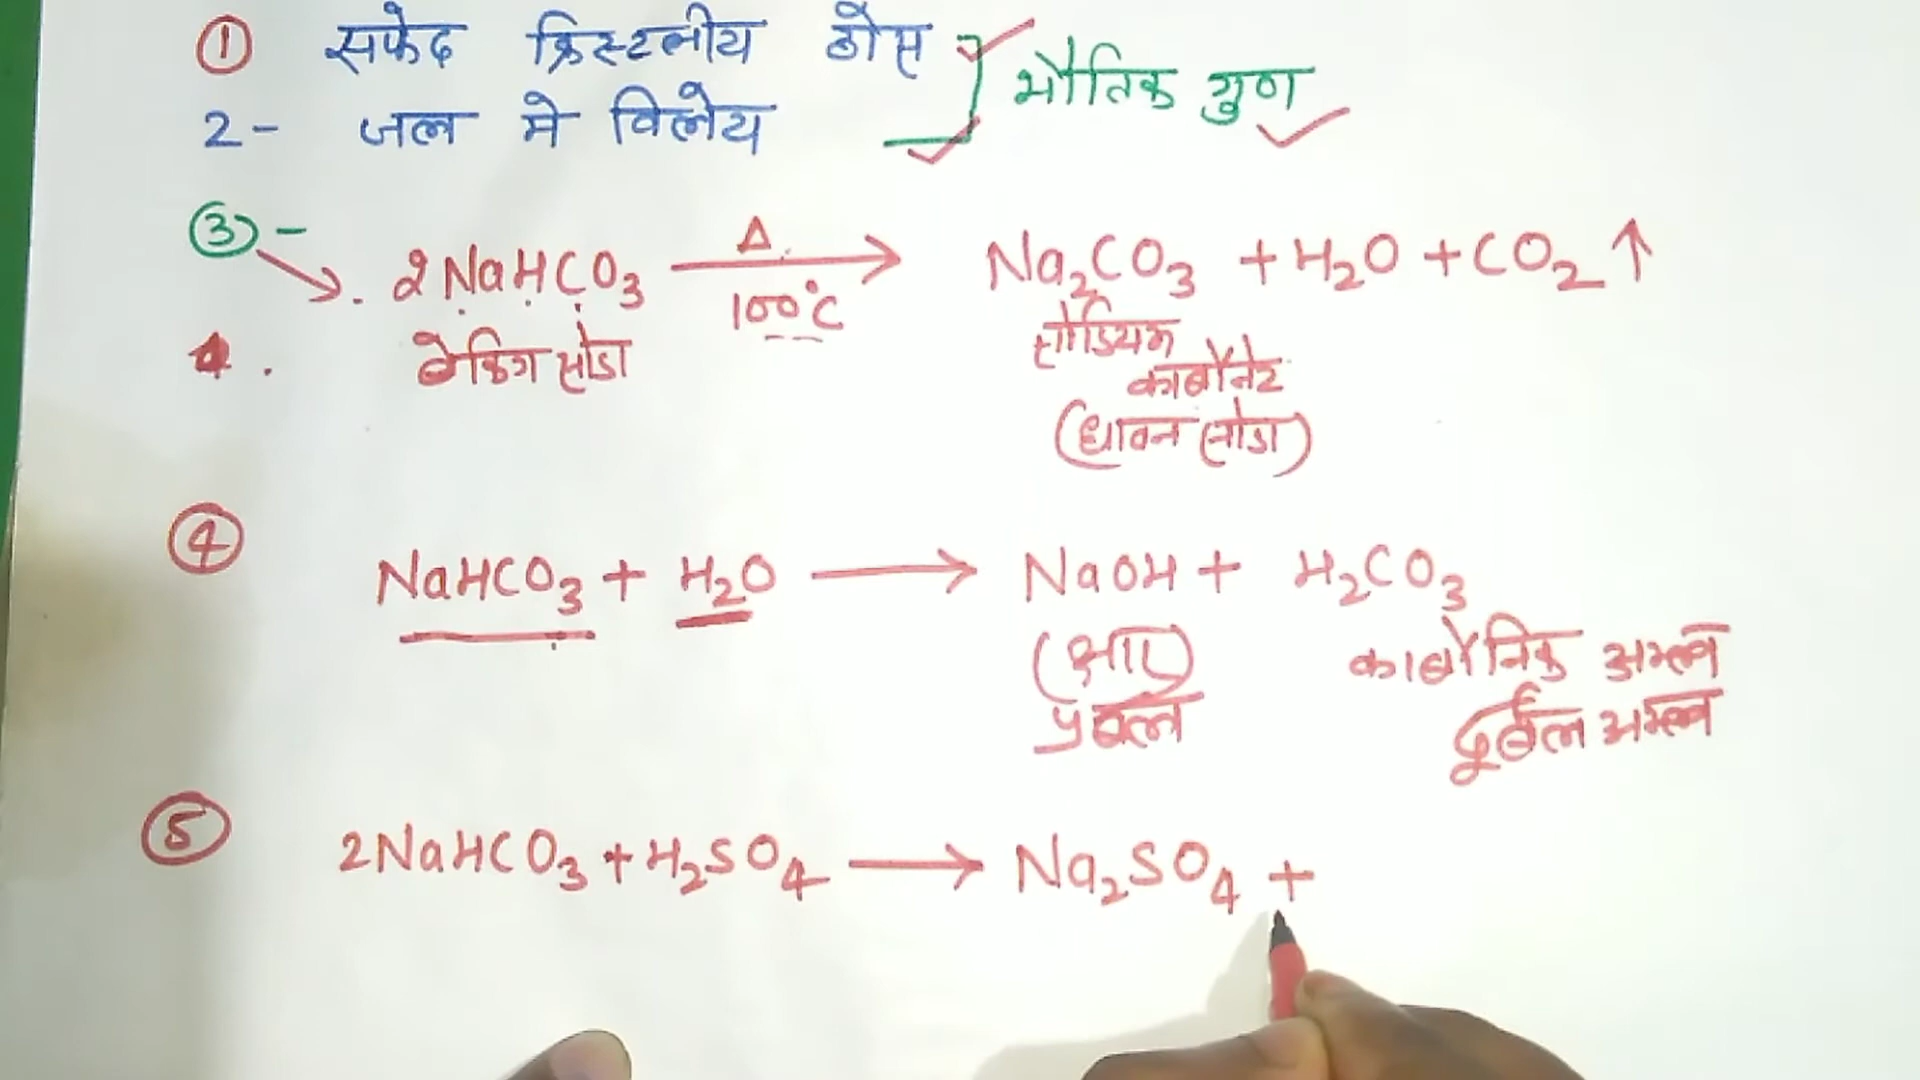 ① सफेद क्रिस्टलीय ठोस
2- जल मे विलेय
भौतिक गुण
③ - 2NaHCO₃ —Δ→ Na₂CO₃ + H₂O + CO₂ ↑
100°C
4. बेकिंग सोडा सोडियम
कार्बोनेट
(धावन सोडा)
④ NaHCO₃ + H₂O → NaOH + H₂CO₃
(क्षार) कार्बोनिक अम्ल
प्रबल दुर्बल अम्ल
⑤ 2NaHCO₃ + H₂SO₄ → Na₂SO₄ +